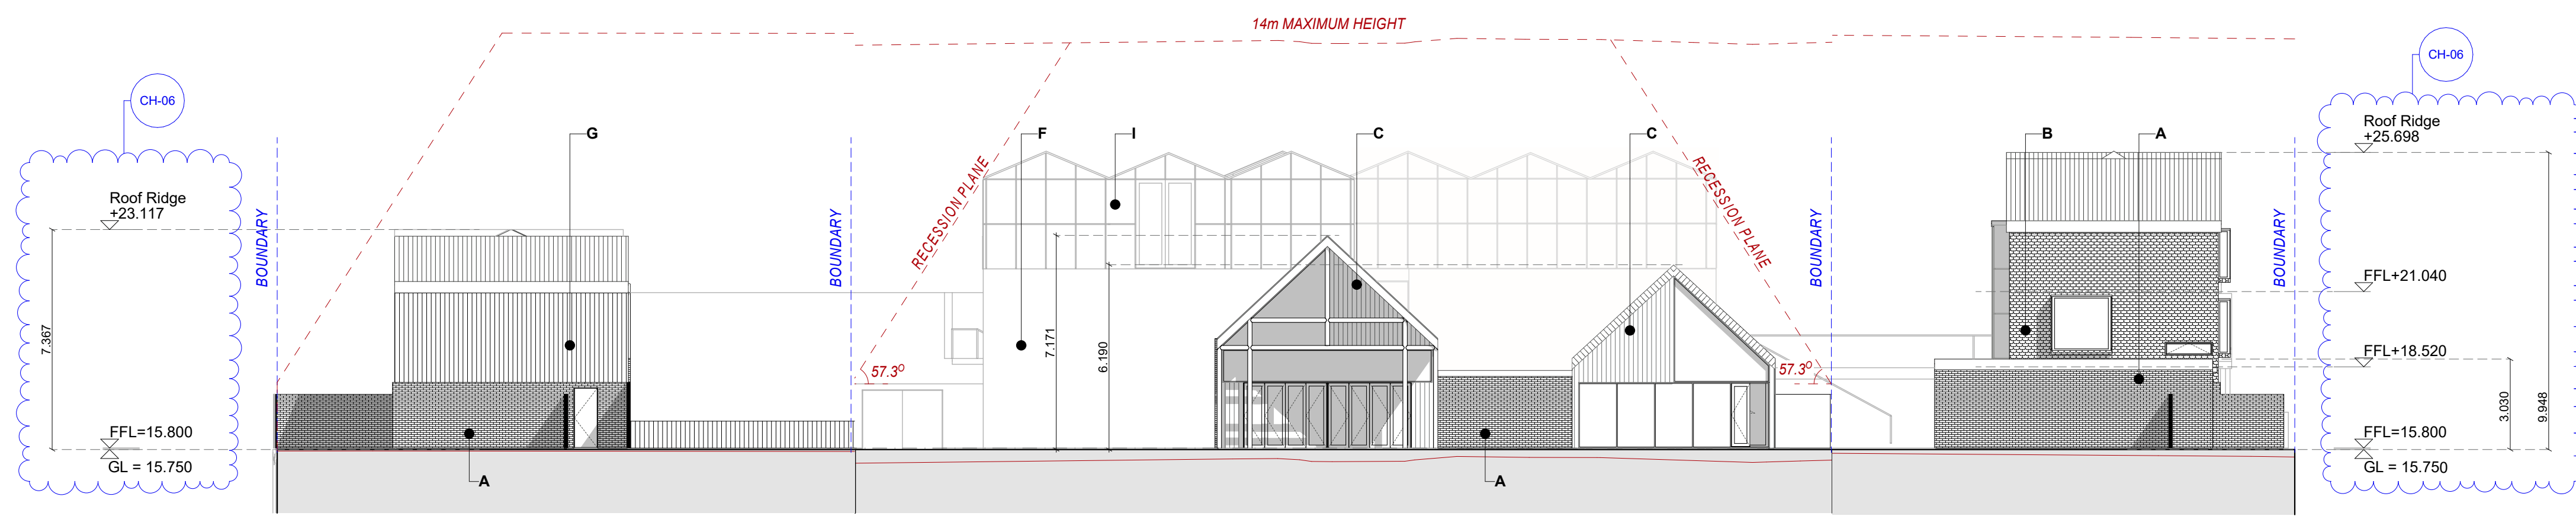 14m MAXIMUM HEIGHT
CH-06
CH-06
G
F
I
C
C
B
A
Roof Ridge
+25.698
Roof Ridge
+23.117
BOUNDARY
BOUNDARY
RECESSION PLANE
RECESSION PLANE
BOUNDARY
BOUNDARY
FFL+21.040
7.367
7.171
6.190
57.3O
57.3O
FFL+18.520
3.030
9.948
FFL=15.800
GL = 15.750
FFL=15.800
GL = 15.750
A
A